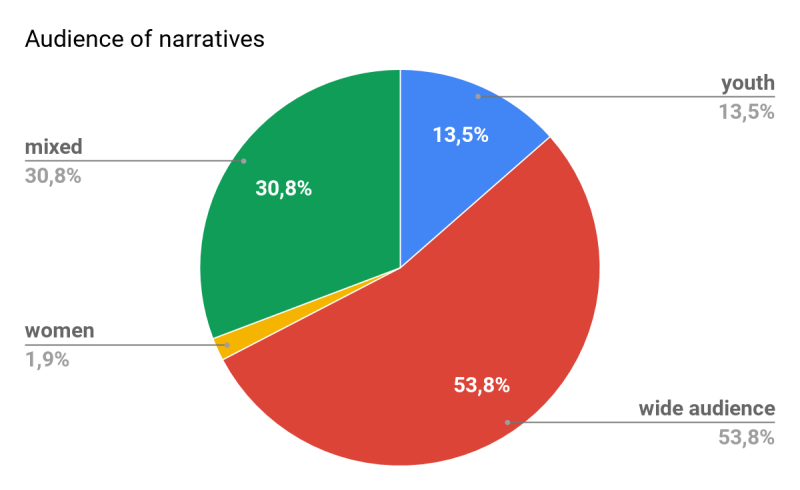 Audience of narratives
youth
13,5%
13,5%
mixed
30,8%
30,8%
women
1,9%
53,8%
wide audience
53,8%